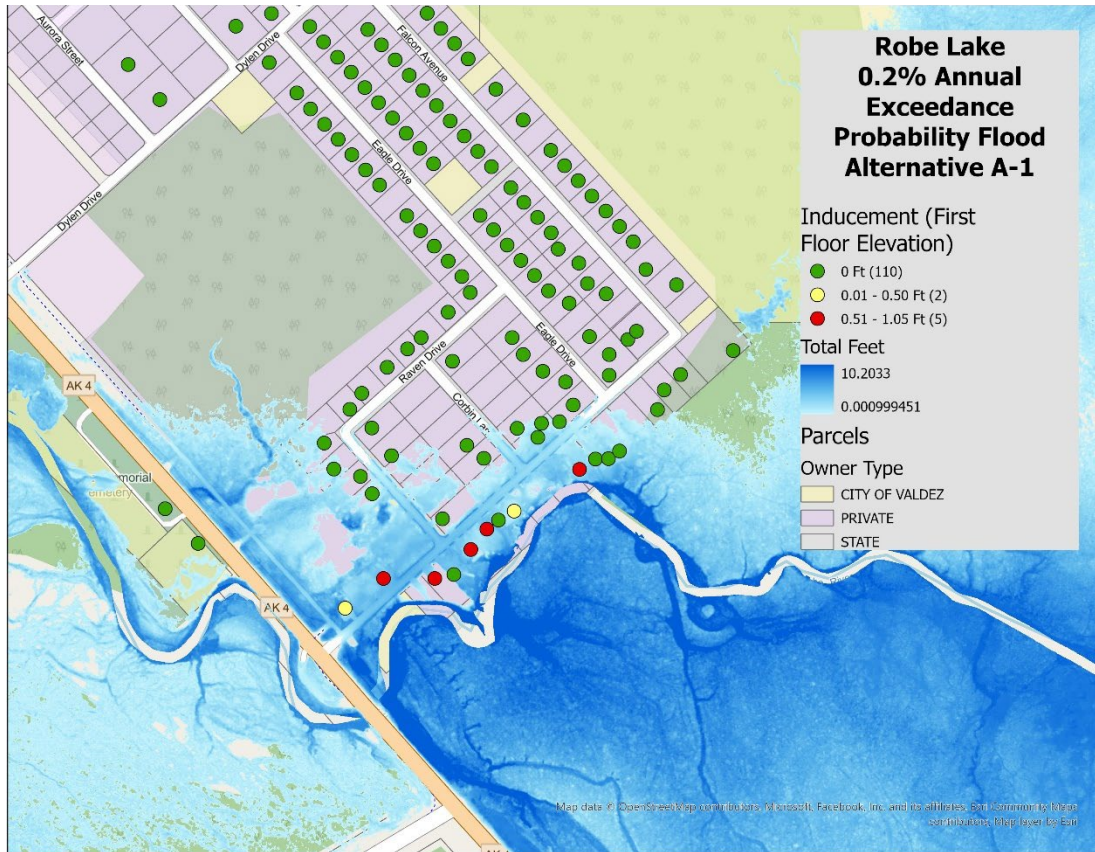 Robe Lake
0.2% Annual
Exceedance
Probability Flood
Alternative A-1
Inducement (First
Floor Elevation)
0 Ft (110)
0.01 - 0.50 Ft (2)
0.51 - 1.05 Ft (5)
Total Feet
10.2033
0.000999451
Parcels
Owner Type
CITY OF VALDEZ
PRIVATE
STATE
Aurora Street
Dylen Drive
Falcon Avenue
Eagle Drive
Dylen Drive
Raven Drive
Eagle Drive
Corbin La
AK 4
morial
emetery
AK 4
Map data © OpenStreetMap contributors, Microsoft, Facebook, Inc. and its affiliates, Esri Community Maps
contributors, Map layer by Esri